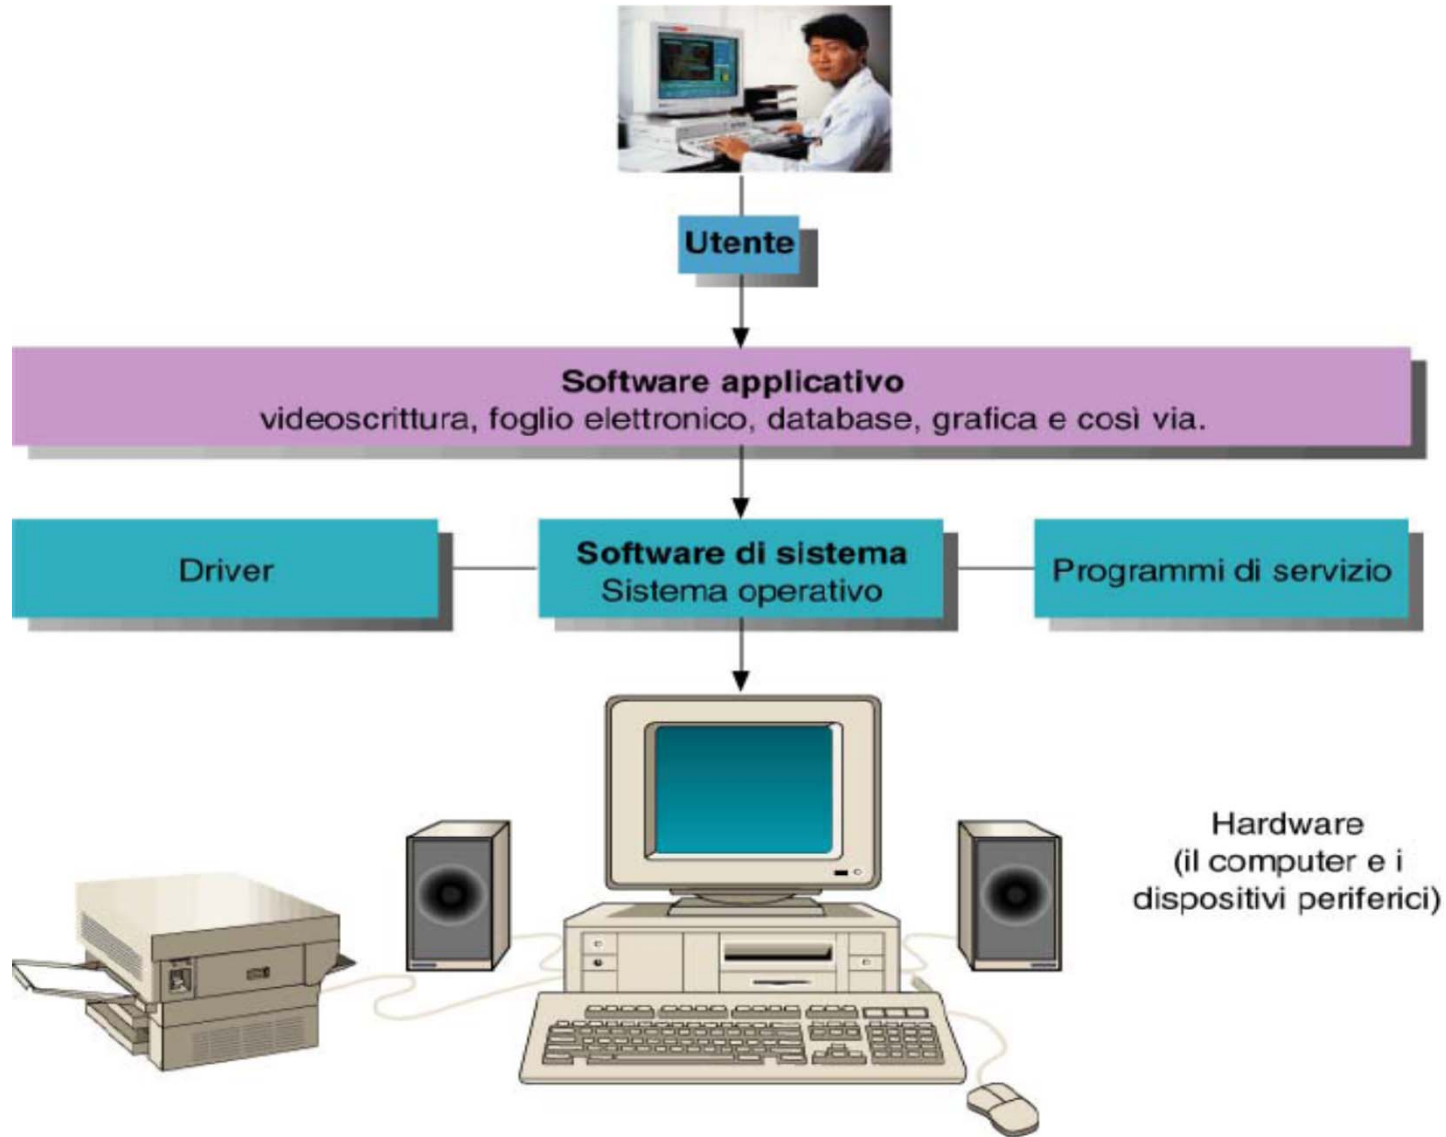 Utente
Software applicativo
videoscrittura, foglio elettronico, database, grafica e così via.
Driver
Software di sistema
Sistema operativo
Programmi di servizio
Hardware
(il computer e i
dispositivi periferici)